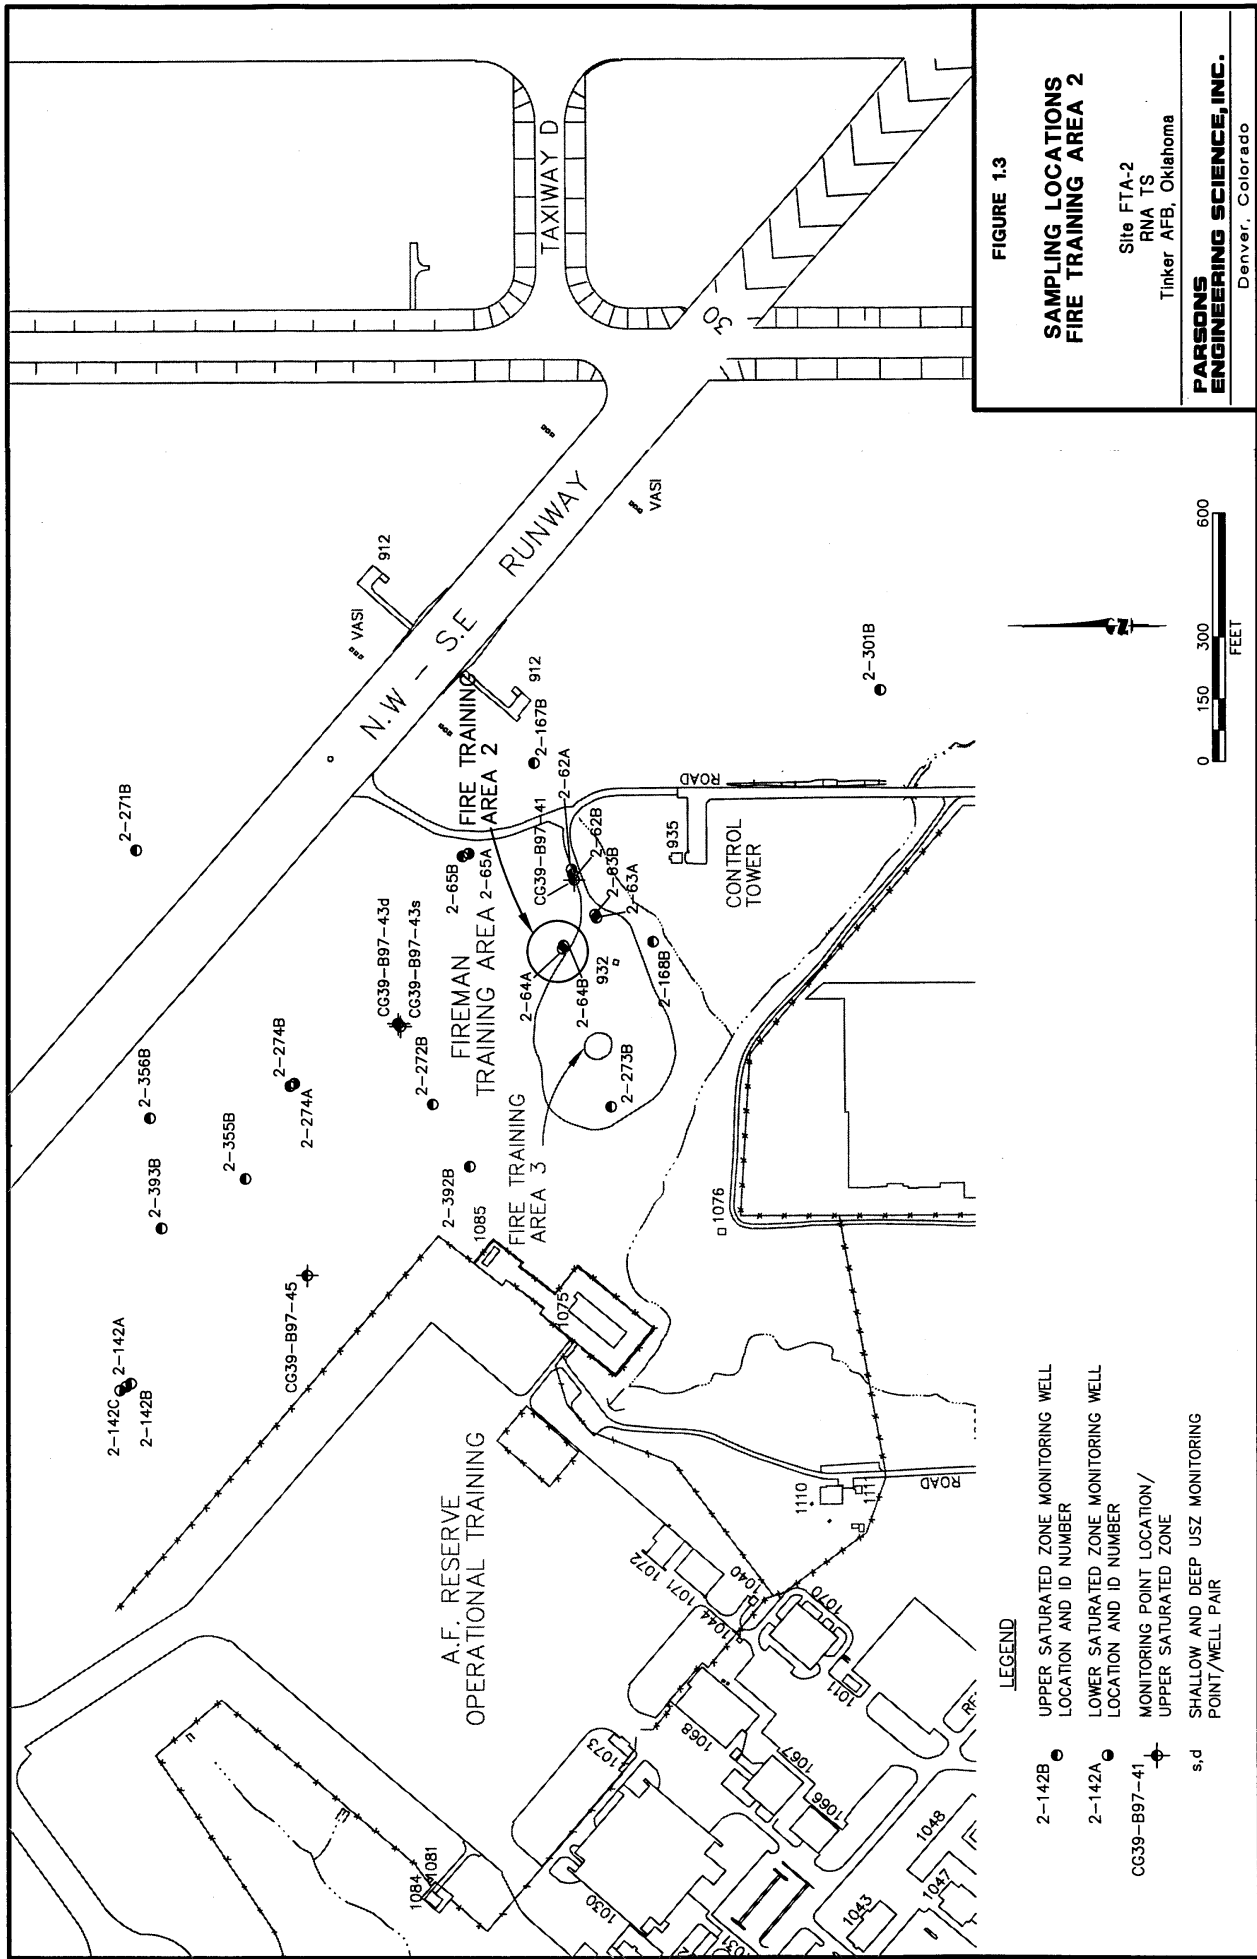 TAXIWAY D
30
N.W – S.E RUNWAY
VASI
VASI
912
912
2-271B
2-356B
2-393B
2-355B
2-274B
2-274A
2-142C
2-142A
2-142B
CG39-B97-45
CG39-B97-43d
CG39-B97-43s
2-272B
2-392B
2-65B
2-65A
FIREMAN
TRAINING AREA 2
FIRE TRAINING
AREA 2
2-167B
2-62A
CG39-B97-41
2-62B
2-63B
2-63A
2-64A
2-64B
932
2-168B
2-273B
FIRE TRAINING
AREA 3
935
ROAD
CONTROL
TOWER
2-301B
1085
1075
1076
A.F. RESERVE
OPERATIONAL TRAINING
1110
1111
ROAD
1072
1071
1040
1044
1070
1011
1068
1067
1066
1073
1084
1081
1030
1031
1043
1047
1048
LEGEND
2-142B
UPPER SATURATED ZONE MONITORING WELL
LOCATION AND ID NUMBER
2-142A
LOWER SATURATED ZONE MONITORING WELL
LOCATION AND ID NUMBER
CG39-B97-41
MONITORING POINT LOCATION/
UPPER SATURATED ZONE
s,d
SHALLOW AND DEEP USZ MONITORING
POINT/WELL PAIR
N
0 150 300 600
FEET
FIGURE 1.3
SAMPLING LOCATIONS
FIRE TRAINING AREA 2
Site FTA-2
RNA TS
Tinker AFB, Oklahoma
PARSONS
ENGINEERING SCIENCE, INC.
Denver, Colorado